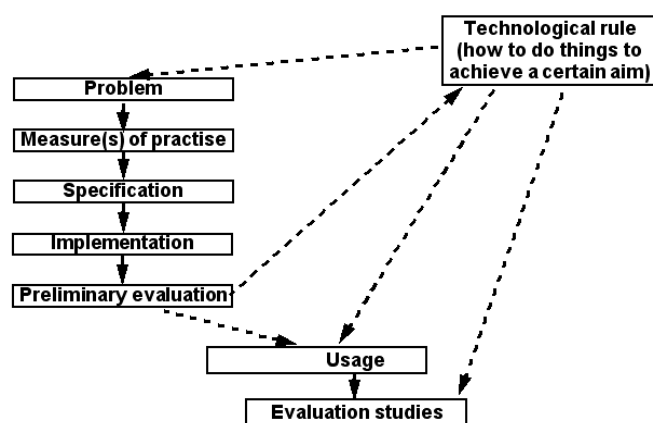 Technological rule
(how to do things to
achieve a certain aim)
Problem
Measure(s) of practise
Specification
Implementation
Preliminary evaluation
Usage
Evaluation studies